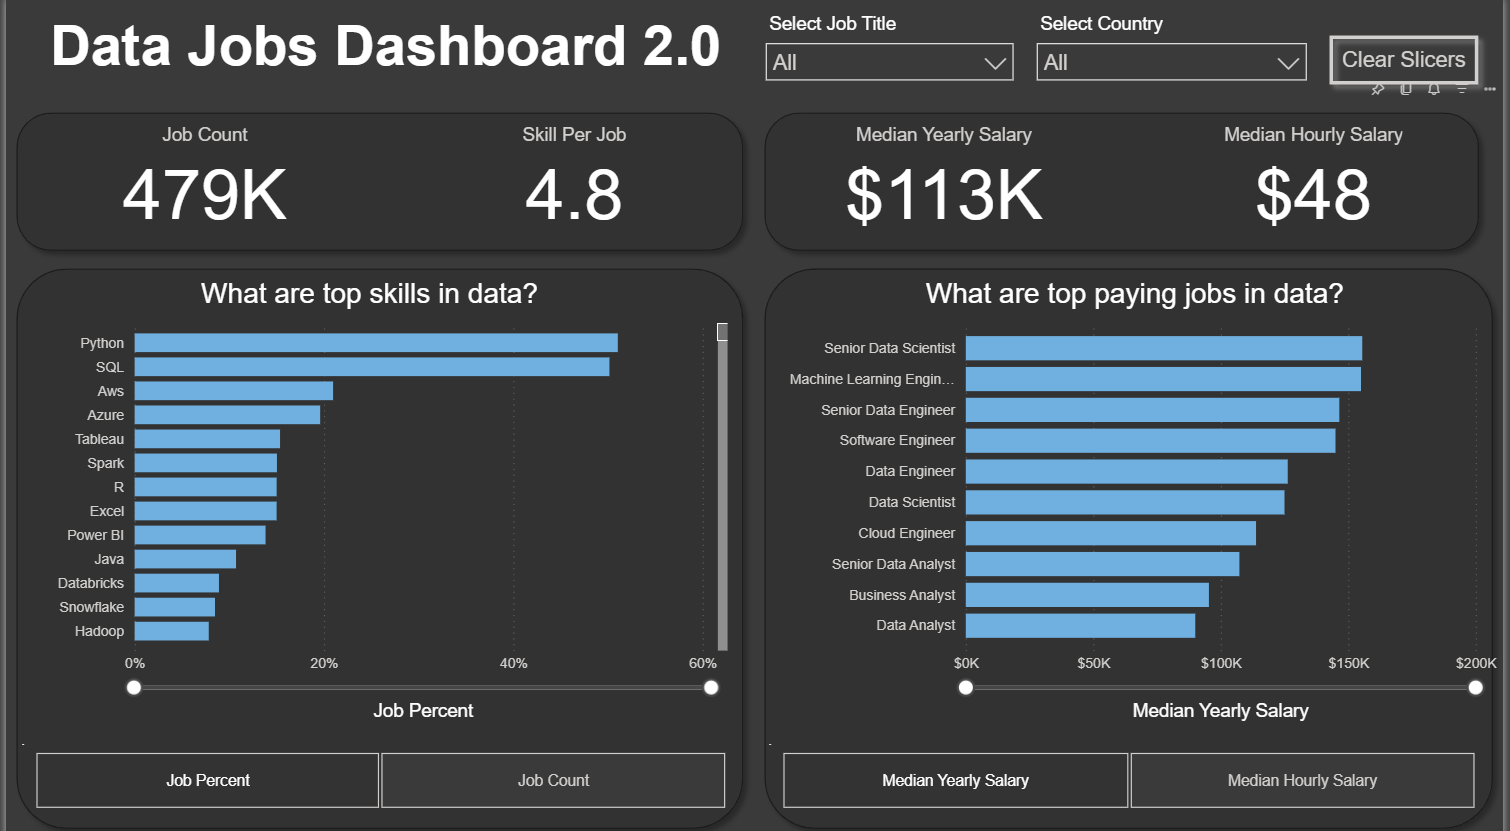 Data Jobs Dashboard 2.0
Select Job Title
All
Select Country
All
Clear Slicers
Job Count
479K
Skill Per Job
4.8
Median Yearly Salary
$113K
Median Hourly Salary
$48
What are top skills in data?
Python
SQL
Aws
Azure
Tableau
Spark
R
Excel
Power BI
Java
Databricks
Snowflake
Hadoop
0% 20% 40% 60%
Job Percent
Job Percent
Job Count
What are top paying jobs in data?
Senior Data Scientist
Machine Learning Engin...
Senior Data Engineer
Software Engineer
Data Engineer
Data Scientist
Cloud Engineer
Senior Data Analyst
Business Analyst
Data Analyst
$0K $50K $100K $150K $200K
Median Yearly Salary
Median Yearly Salary
Median Hourly Salary